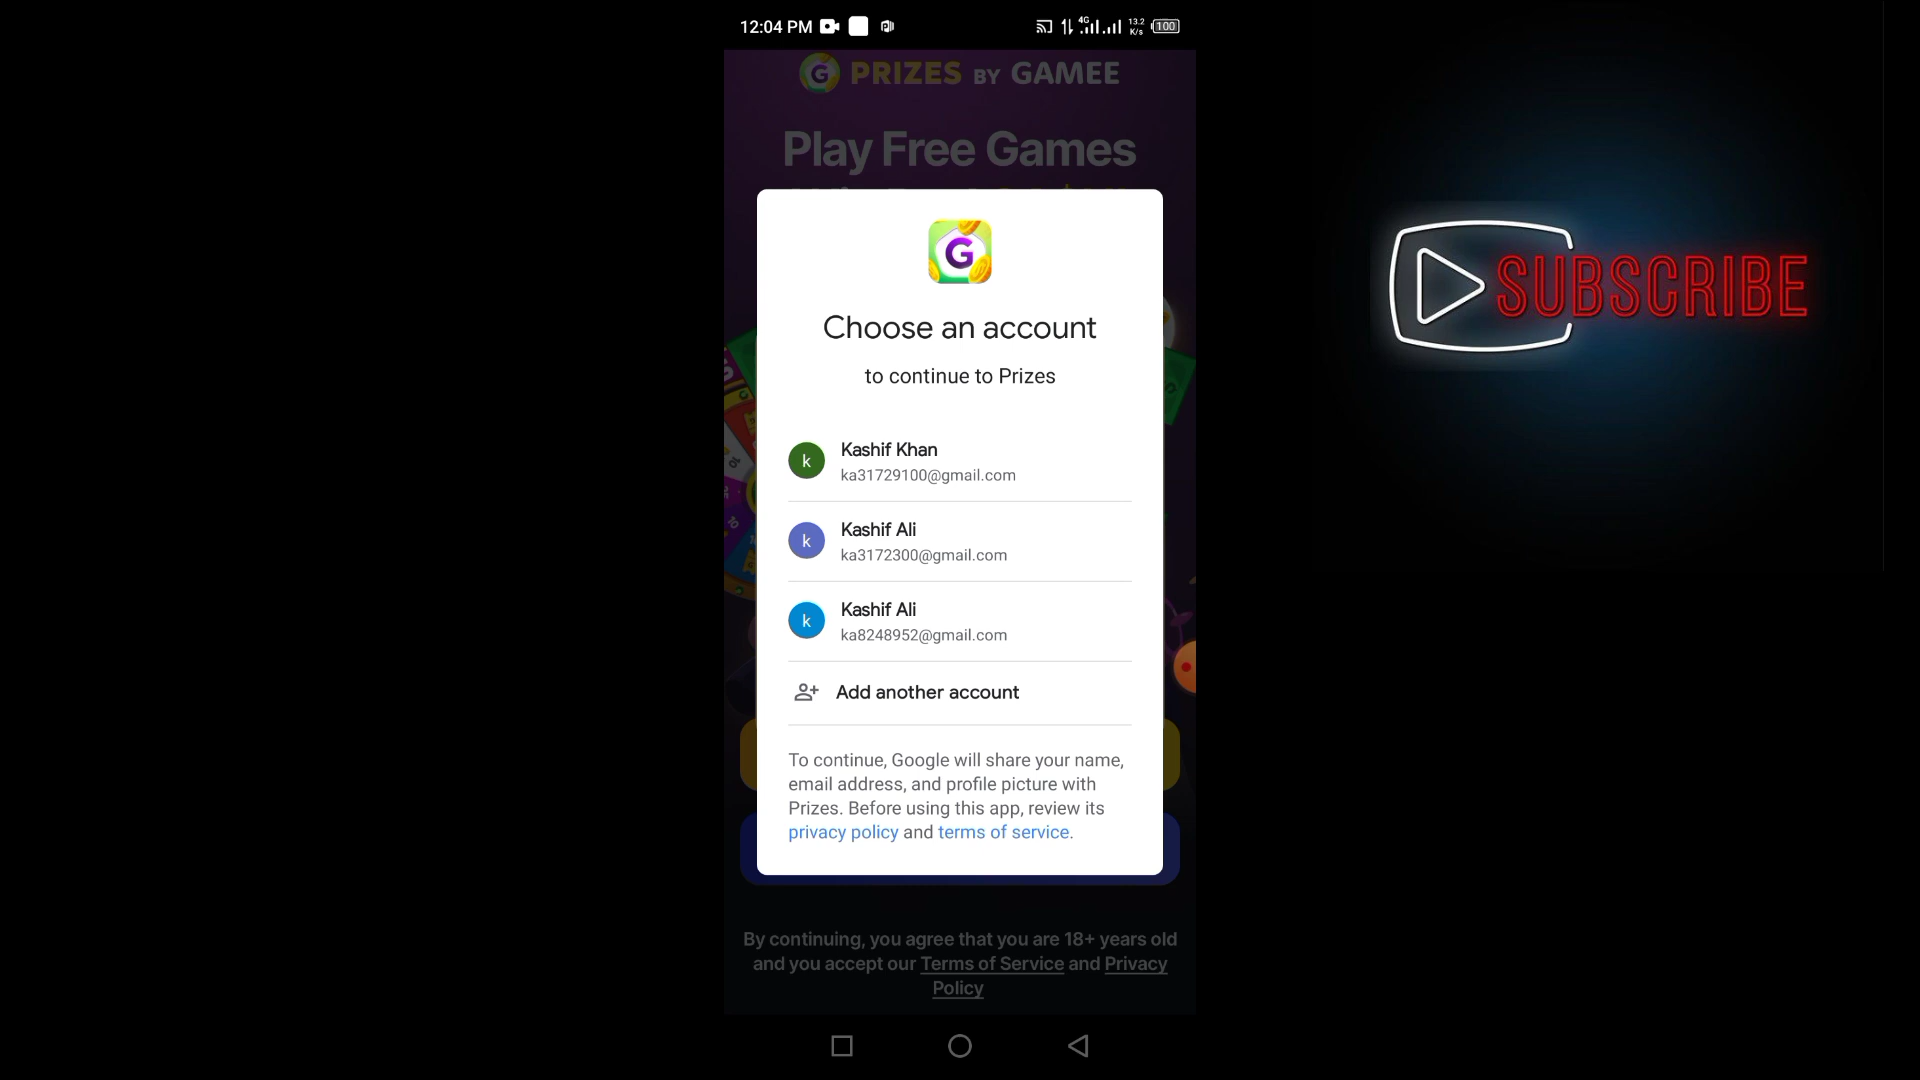 12:04 PM
4G
13.2
K/s
100
G PRIZES BY GAMEE
Play Free Games
G
Choose an account
to continue to Prizes
k
Kashif Khan
ka31729100@gmail.com
k
Kashif Ali
ka3172300@gmail.com
k
Kashif Ali
ka8248952@gmail.com
Add another account
To continue, Google will share your name,
email address, and profile picture with
Prizes. Before using this app, review its
privacy policy and terms of service.
By continuing, you agree that you are 18+ years old
and you accept our Terms of Service and Privacy
Policy
SUBSCRIBE